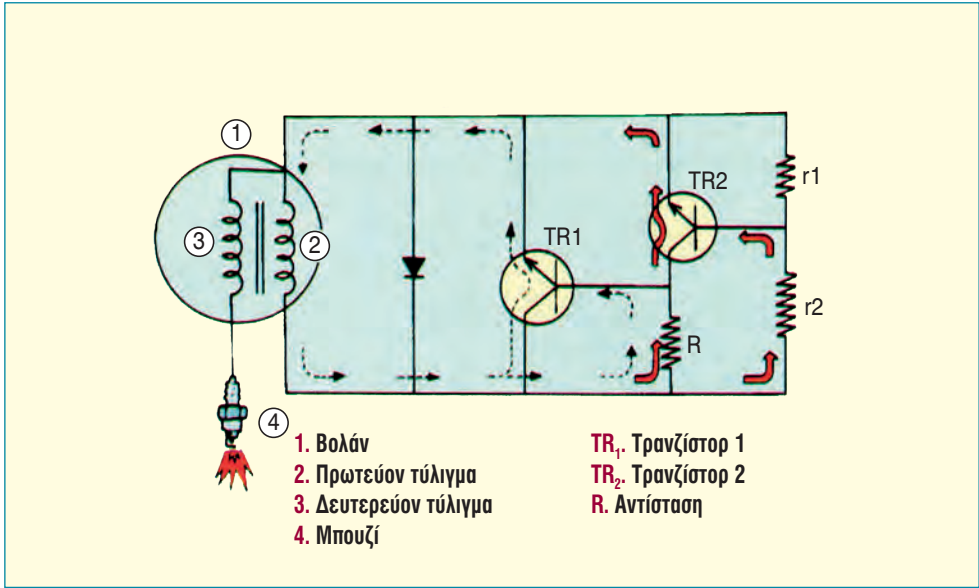 1
TR2
r1
3
2
TR1
r2
R
4
1. Βολάν
2. Πρωτεύον τύλιγμα
3. Δευτερεύον τύλιγμα
4. Μπουζί
TR₁. Τρανζίστορ 1
TR₂. Τρανζίστορ 2
R. Αντίσταση